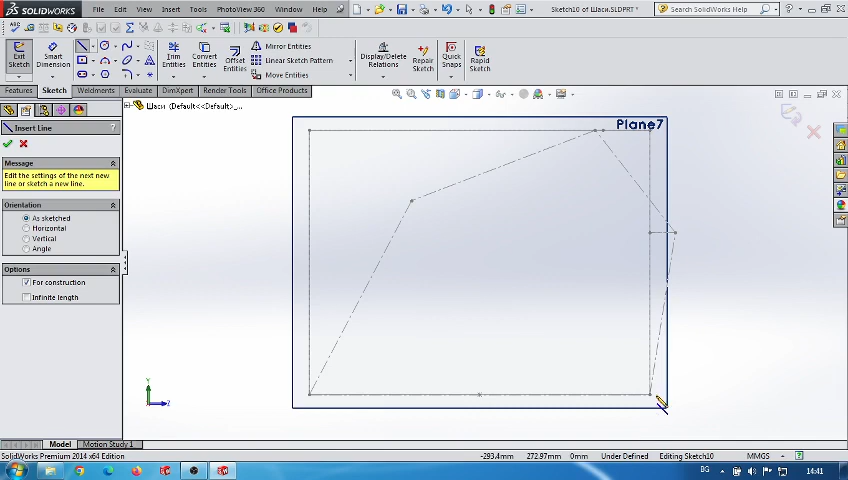 SOLIDWORKS File Edit View Insert Tools PhotoView 360 Window Help Sketch10 of Шаси.SLDPRT * Search SolidWorks Help
Exit Sketch Smart Dimension Trim Entities Convert Entities Offset Entities Mirror Entities Linear Sketch Pattern Move Entities Display/Delete Relations Repair Sketch Quick Snaps Rapid Sketch
Features Sketch Weldments Evaluate DimXpert Render Tools Office Products
Шаси (Default<<Default>_...
Insert Line ?
Message
Edit the settings of the next new
line or sketch a new line.
Orientation
As sketched
Horizontal
Vertical
Angle
Options
For construction
Infinite length
Plane7
Y
Z
Model Motion Study 1
SolidWorks Premium 2014 x64 Edition -293.4mm 272.97mm 0mm Under Defined Editing Sketch10 MMGS
BG 14:41